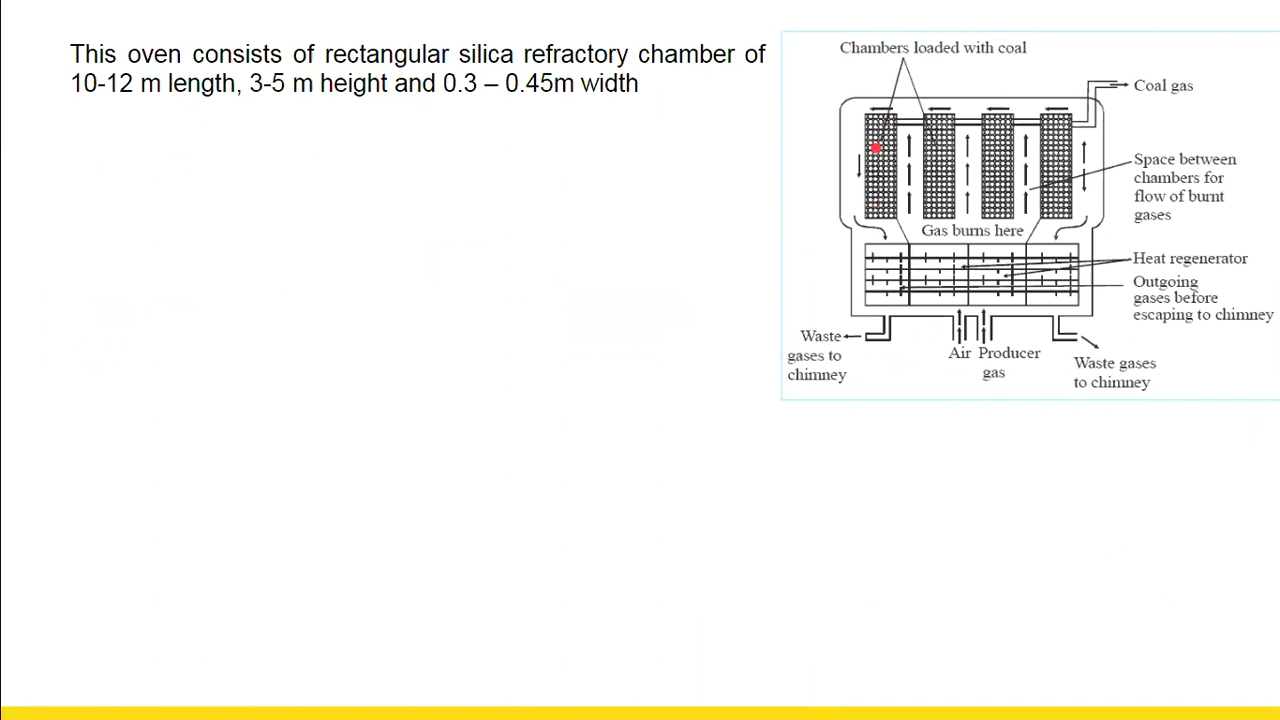 This oven consists of rectangular silica refractory chamber of
10-12 m length, 3-5 m height and 0.3 – 0.45m width
Chambers loaded with coal
Coal gas
Space between
chambers for
flow of burnt
gases
Gas burns here
Heat regenerator
Outgoing
gases before
escaping to chimney
Waste
gases to
chimney
Air Producer
gas
Waste gases
to chimney